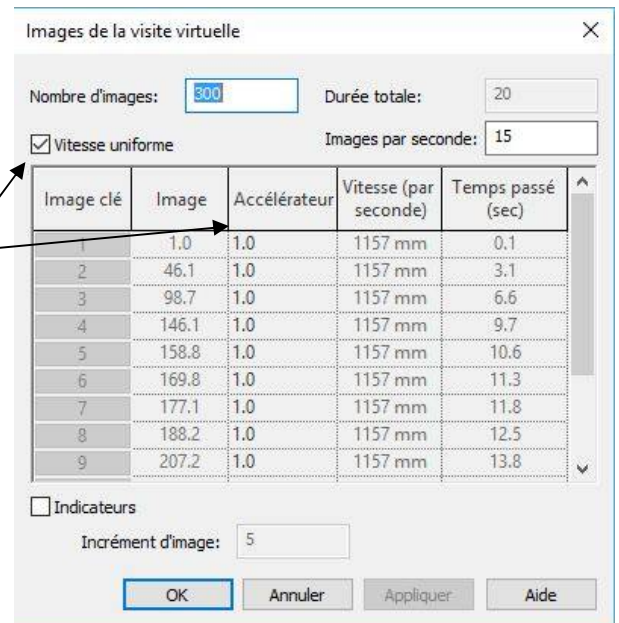 Images de la visite virtuelle
Nombre d'images: 300 Durée totale: 20
Vitesse uniforme Images par seconde: 15
Image clé Image Accélérateur Vitesse (par seconde) Temps passé (sec)
1 1.0 1.0 1157 mm 0.1
2 46.1 1.0 1157 mm 3.1
3 98.7 1.0 1157 mm 6.6
4 146.1 1.0 1157 mm 9.7
5 158.8 1.0 1157 mm 10.6
6 169.8 1.0 1157 mm 11.3
7 177.1 1.0 1157 mm 11.8
8 188.2 1.0 1157 mm 12.5
9 207.2 1.0 1157 mm 13.8
Indicateurs
Incrément d'image: 5
OK Annuler Appliquer Aide